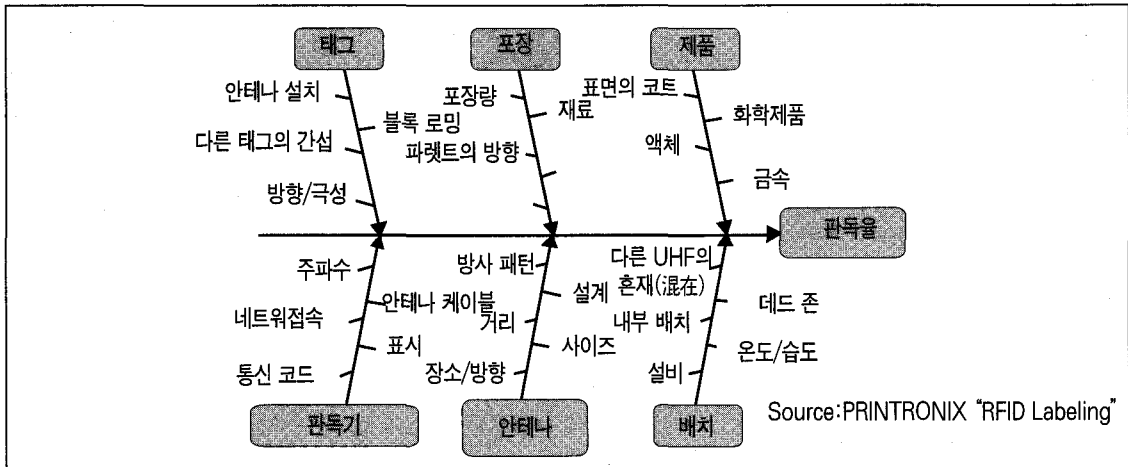 태그
포장
제품
안테나 설치
포장량
표면의 코트
블록 로밍
재료
화학제품
다른 태그의 간섭
파렛트의 방향
액체
방향/극성
금속
판독율
주파수
방사 패턴
다른 UHF의
혼재(混在)
안테나 케이블
설계
데드 존
네트워접속
거리
내부 배치
표시
사이즈
온도/습도
통신 코드
장소/방향
설비
판독기
안테나
배치
Source:PRINTRONIX “RFID Labeling”